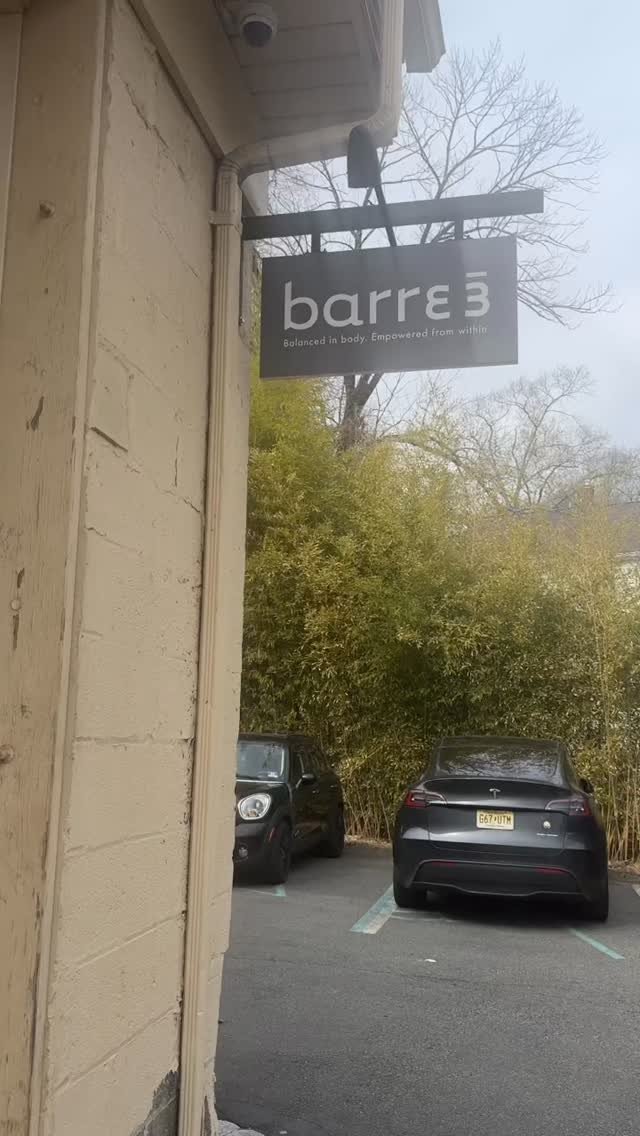 barre3
Balanced in body. Empowered from within
G67 UTM